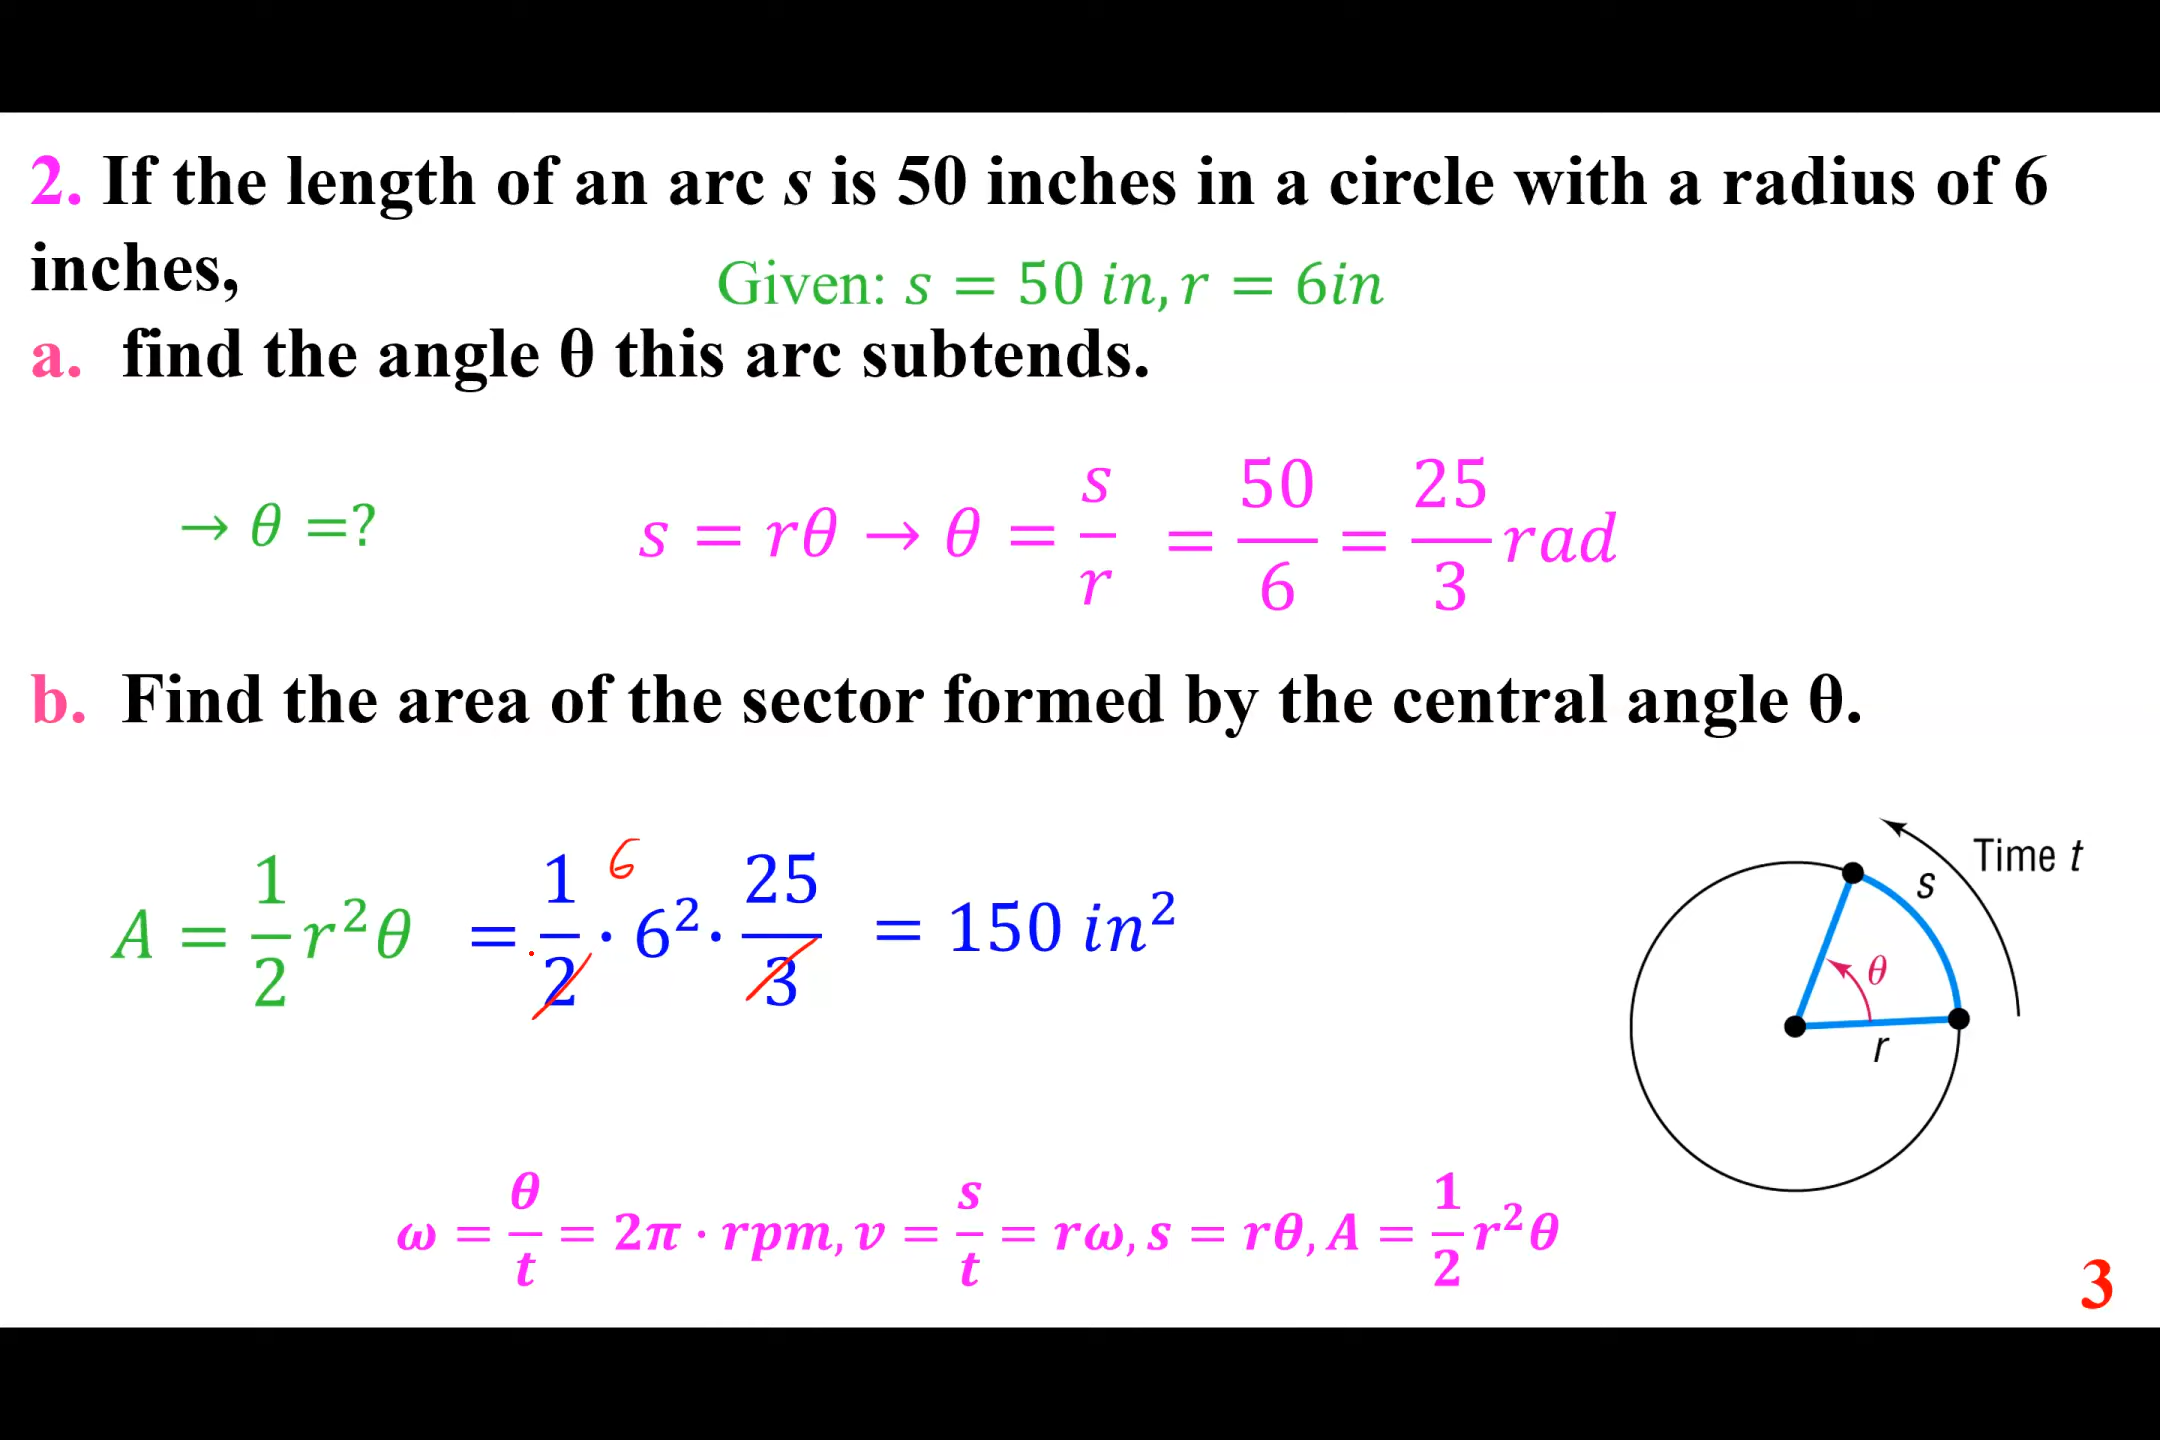 2. If the length of an arc s is 50 inches in a circle with a radius of 6
inches,
Given: s = 50 in, r = 6in
a. find the angle θ this arc subtends.
→ θ =? s = rθ → θ = s/r = 50/6 = 25/3 rad
b. Find the area of the sector formed by the central angle θ.
6
A = 1/2 r²θ = 1/2 · 6² · 25/3 = 150 in²
Time t
s
θ
r
ω = θ/t = 2π · rpm, v = s/t = rω, s = rθ, A = 1/2 r²θ
3